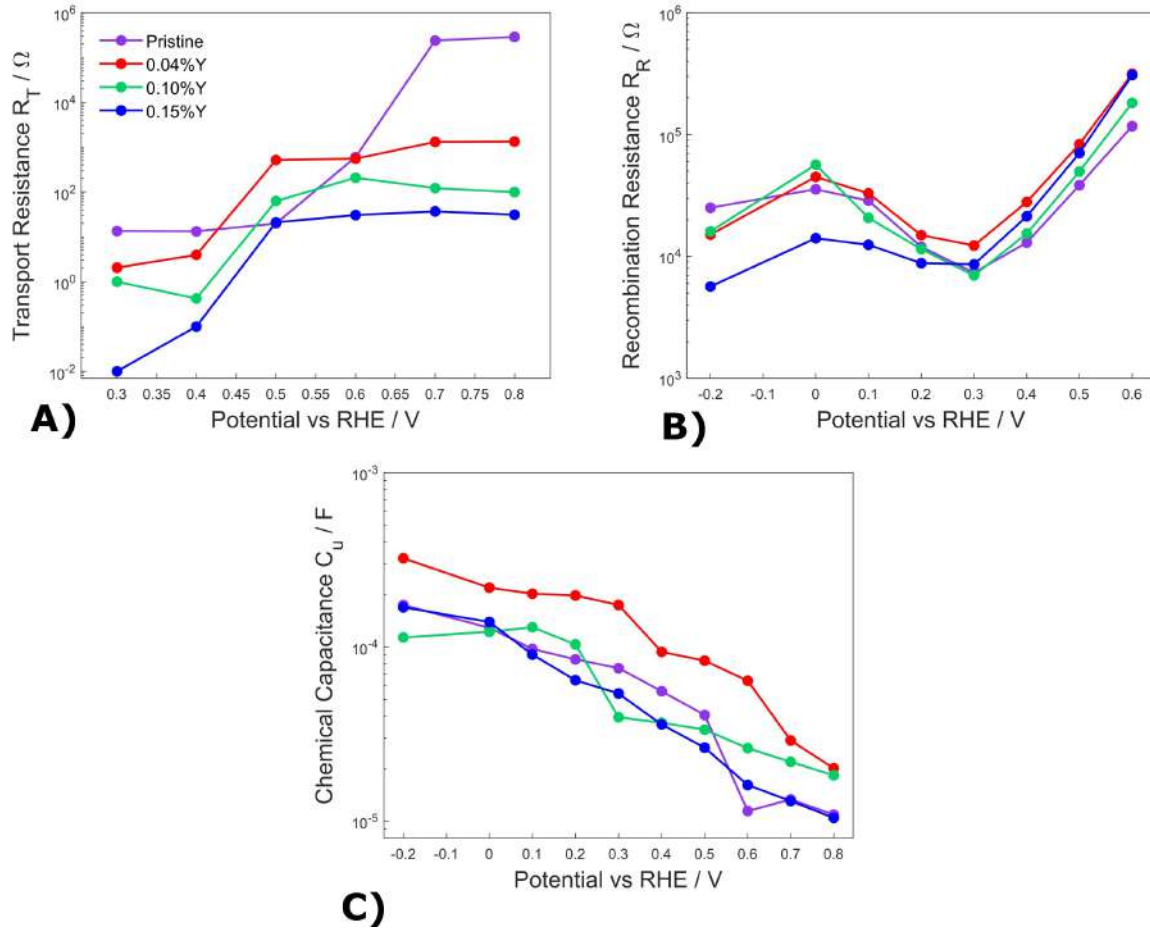 Transport Resistance R_T / Ω
10^6
10^4
10^2
10^0
10^-2
Pristine
0.04%Y
0.10%Y
0.15%Y
0.3 0.35 0.4 0.45 0.5 0.55 0.6 0.65 0.7 0.75 0.8
Potential vs RHE / V
A)
Recombination Resistance R_R / Ω
10^6
10^5
10^4
10^3
-0.2 -0.1 0 0.1 0.2 0.3 0.4 0.5 0.6
Potential vs RHE / V
B)
Chemical Capacitance C_u / F
10^-3
10^-4
10^-5
-0.2 -0.1 0 0.1 0.2 0.3 0.4 0.5 0.6 0.7 0.8
Potential vs RHE / V
C)